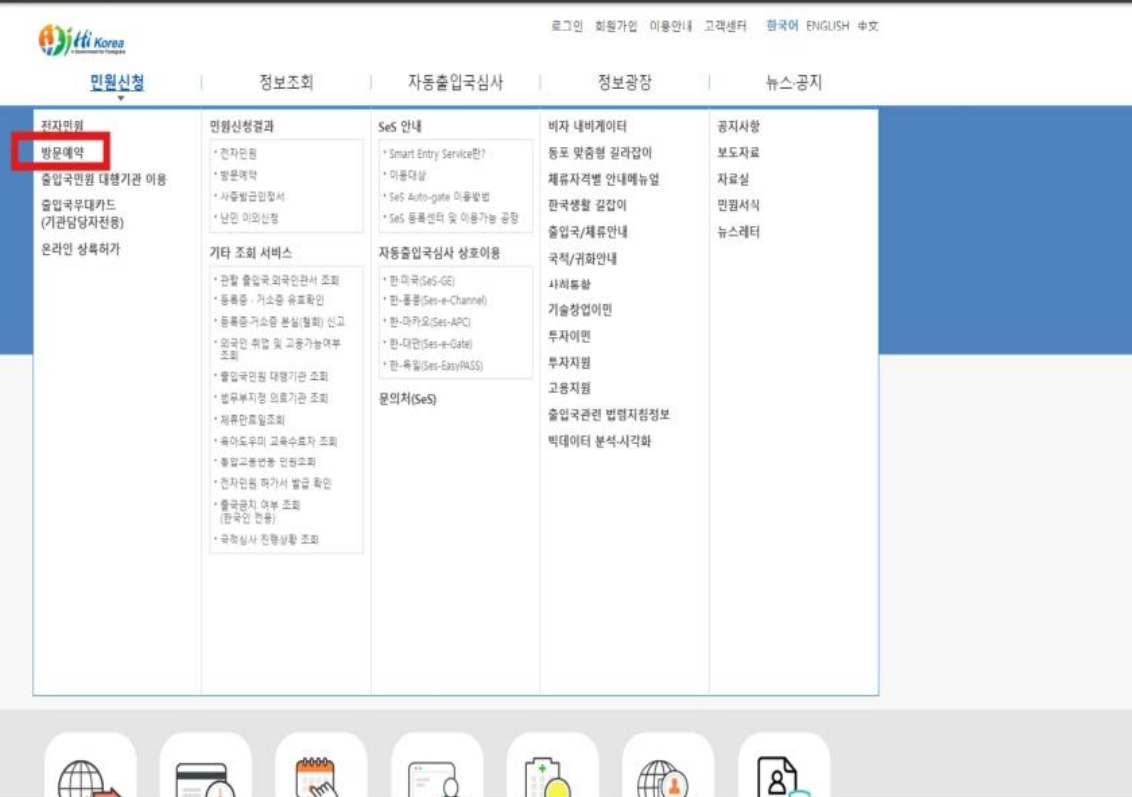 Hi Korea
로그인 회원가입 이용안내 고객센터 한국어 ENGLISH 中文
민원신청 정보조회 자동출입국심사 정보광장 뉴스·공지
전자민원
방문예약
출입국민원 대행기관 이용
출입국우대카드
(기관담당자전용)
온라인 상륙허가
민원신청결과
전자민원
방문예약
사증발급인정서
난민 이의신청
기타 조회 서비스
관할 출입국·외국인관서 조회
등록증·거소증 유효확인
등록증·거소증 분실(철회) 신고
외국인 취업 및 고용가능여부
조회
출입국민원 대행기관 조회
법무부지정 의료기관 조회
체류만료일조회
육아도우미 교육수료자 조회
통합고용변동 민원조회
전자민원 허가서 발급 확인
출국금지 여부 조회
(한국인 전용)
국적심사 진행상황 조회
SeS 안내
Smart Entry Service란?
이용대상
SeS Auto-gate 이용방법
SeS 등록센터 및 이용가능 공항
자동출입국심사 상호이용
한-미국(SeS-GE)
한-홍콩(Ses-e-Channel)
한-마카오(Ses-APC)
한-대만(Ses-e-Gate)
한-독일(Ses-EasyPASS)
문의처(SeS)
비자 내비게이터
동포 맞춤형 길라잡이
체류자격별 안내메뉴얼
한국생활 길잡이
출입국/체류안내
국적/귀화안내
사회통합
기술창업이민
투자이민
투자지원
고용지원
출입국관련 법령지침정보
빅데이터 분석·시각화
공지사항
보도자료
자료실
민원서식
뉴스레터